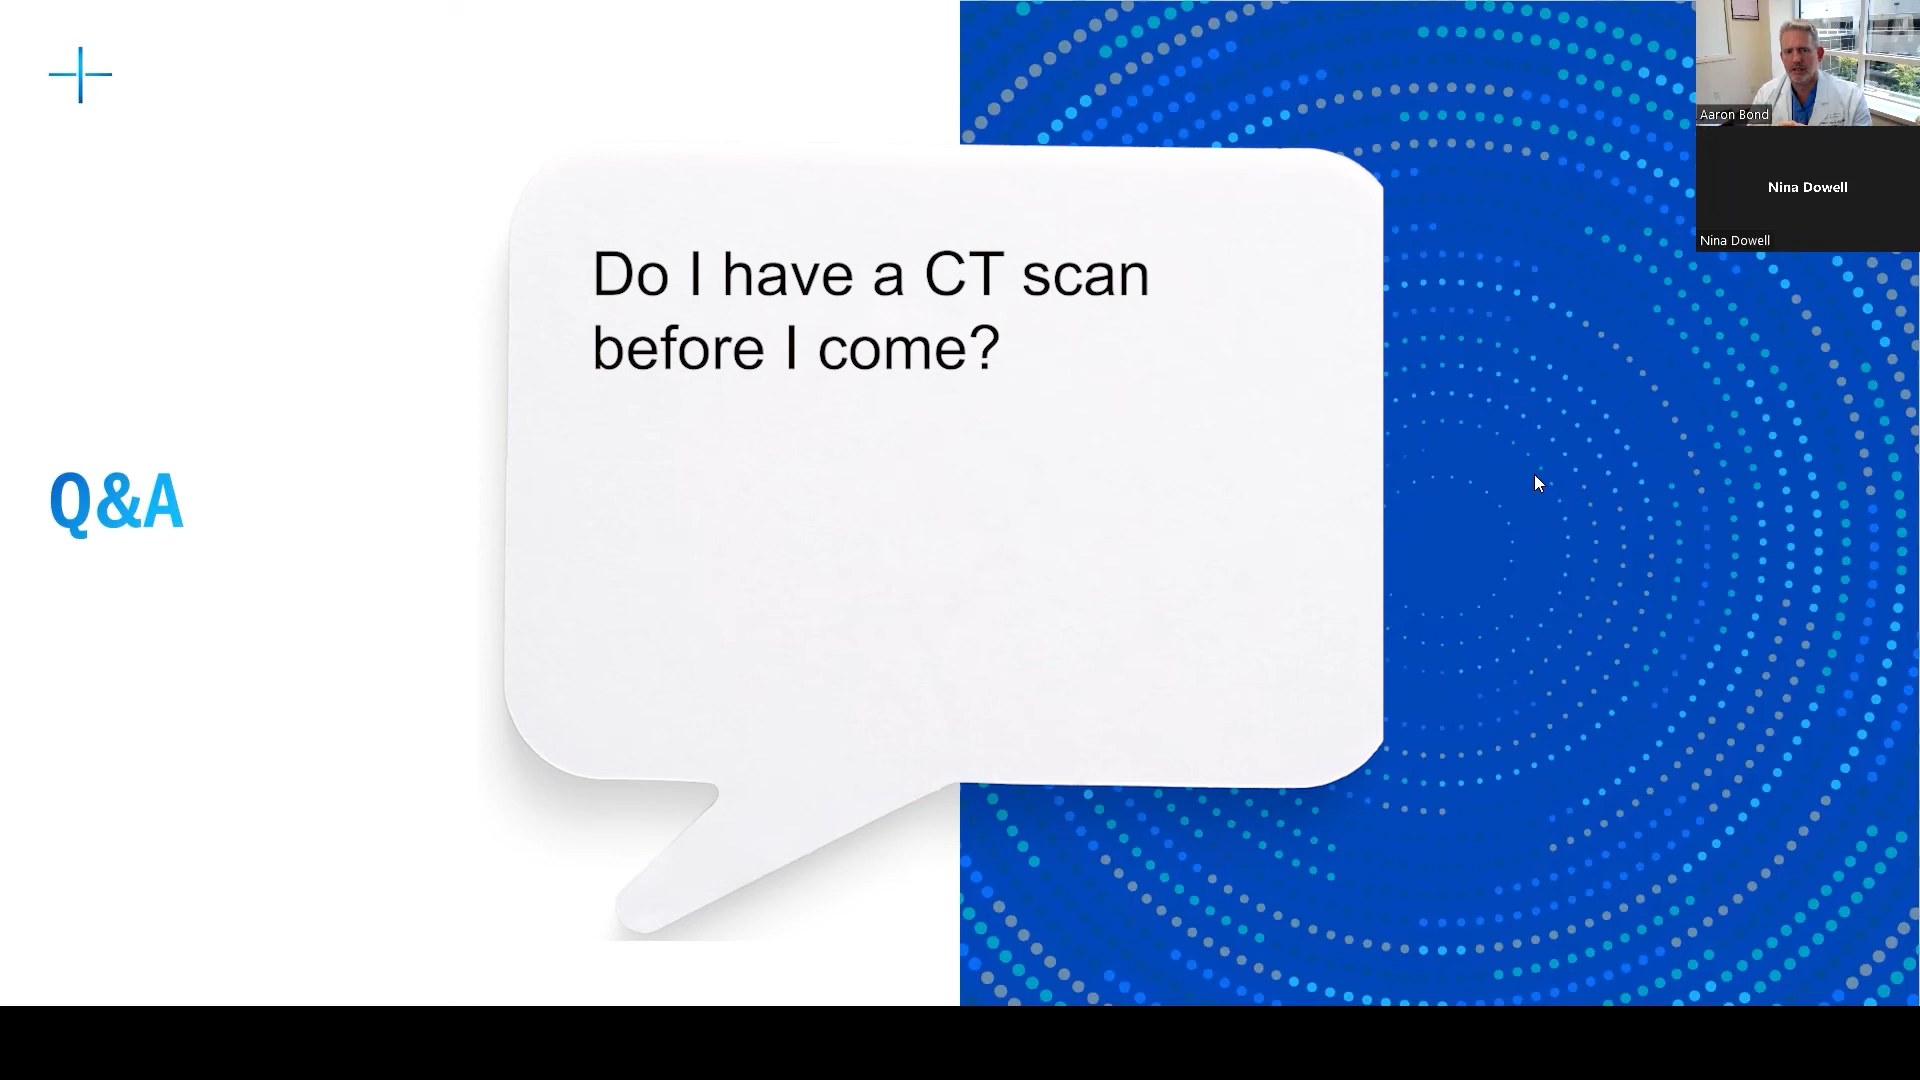 Do I have a CT scan
before I come?
Q&A
Aaron Bond
Nina Dowell
Nina Dowell